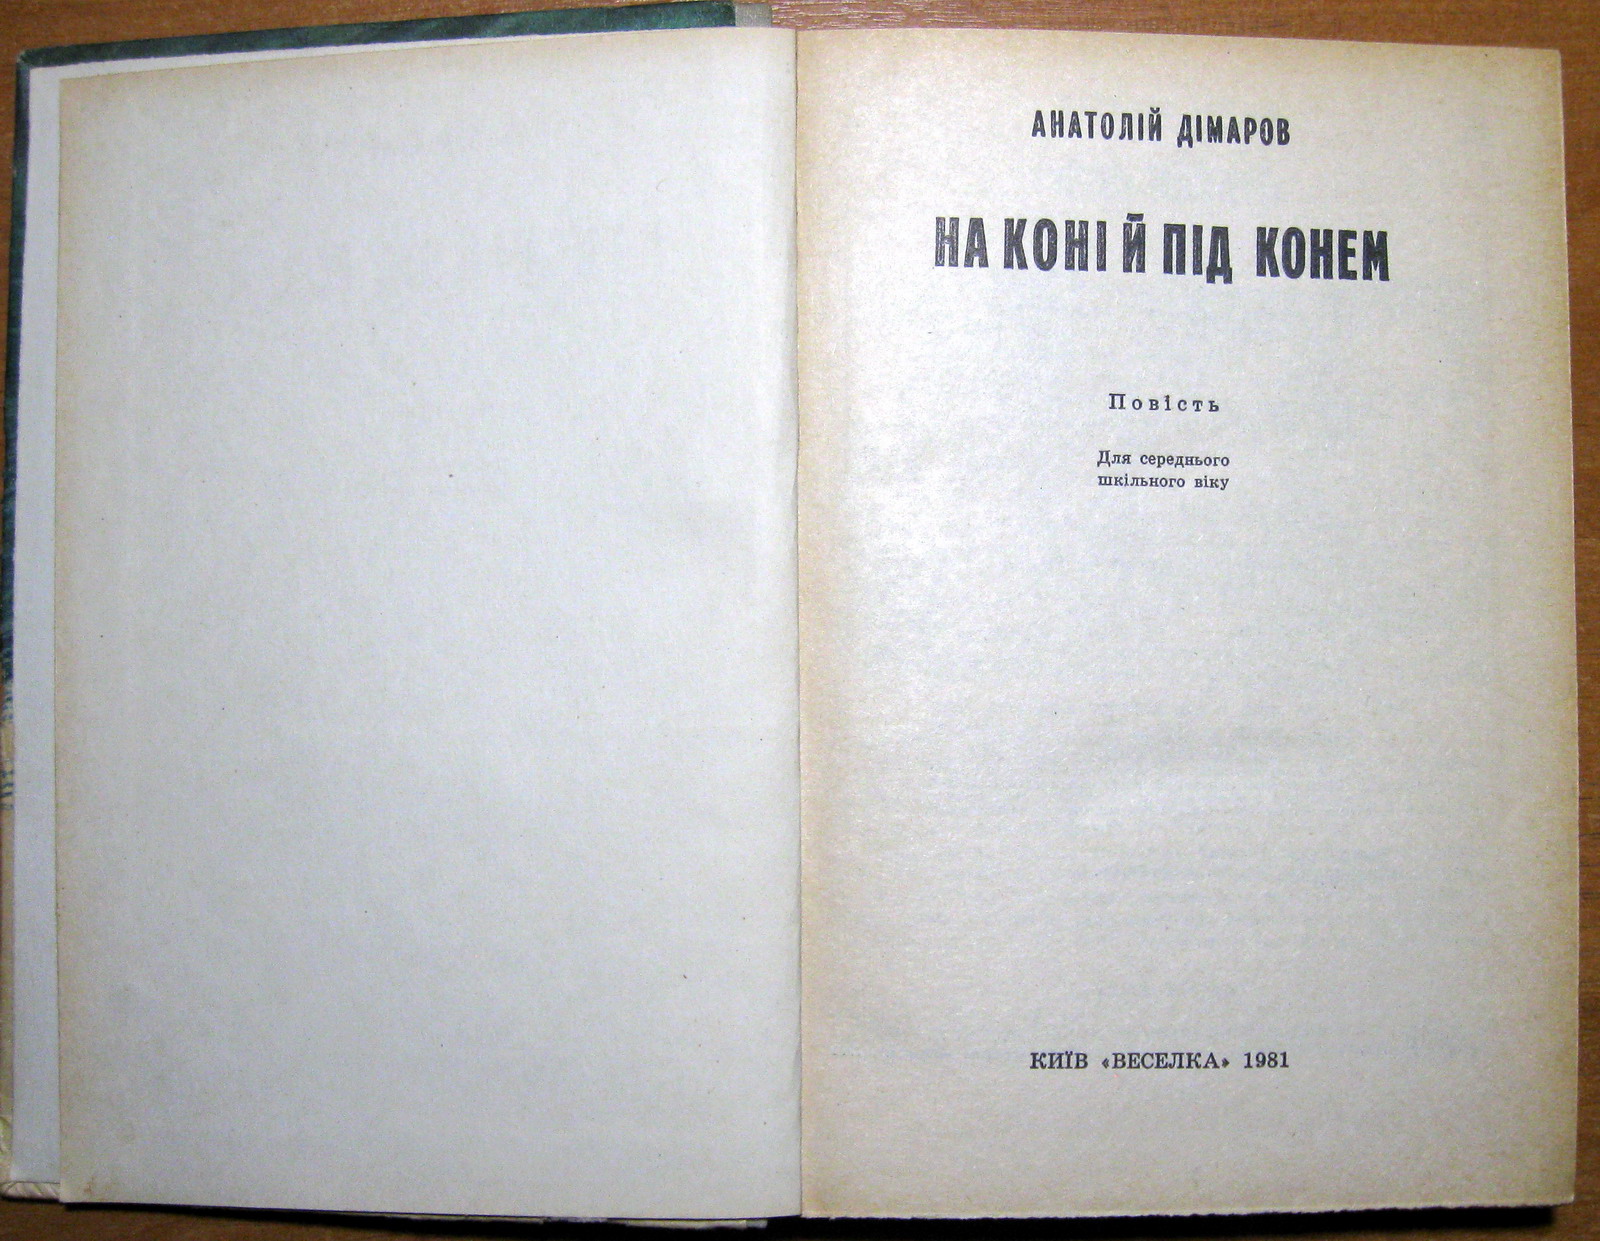 АНАТОЛІЙ ДІМАРОВ
НА КОНІ Й ПІД КОНЕМ
Повість
Для середнього
шкільного віку
КИЇВ «ВЕСЕЛКА» 1981